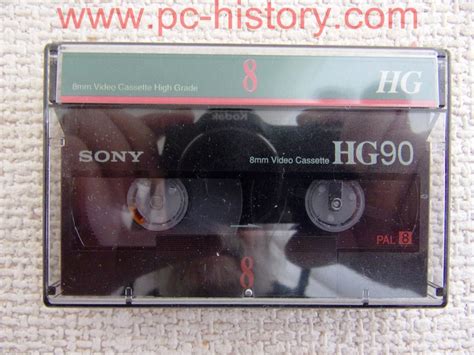 www.pc-history.com
8mm Video Cassette High Grade 8 HG
Kodak
SONY 8mm Video Cassette HG90
PAL 8
8